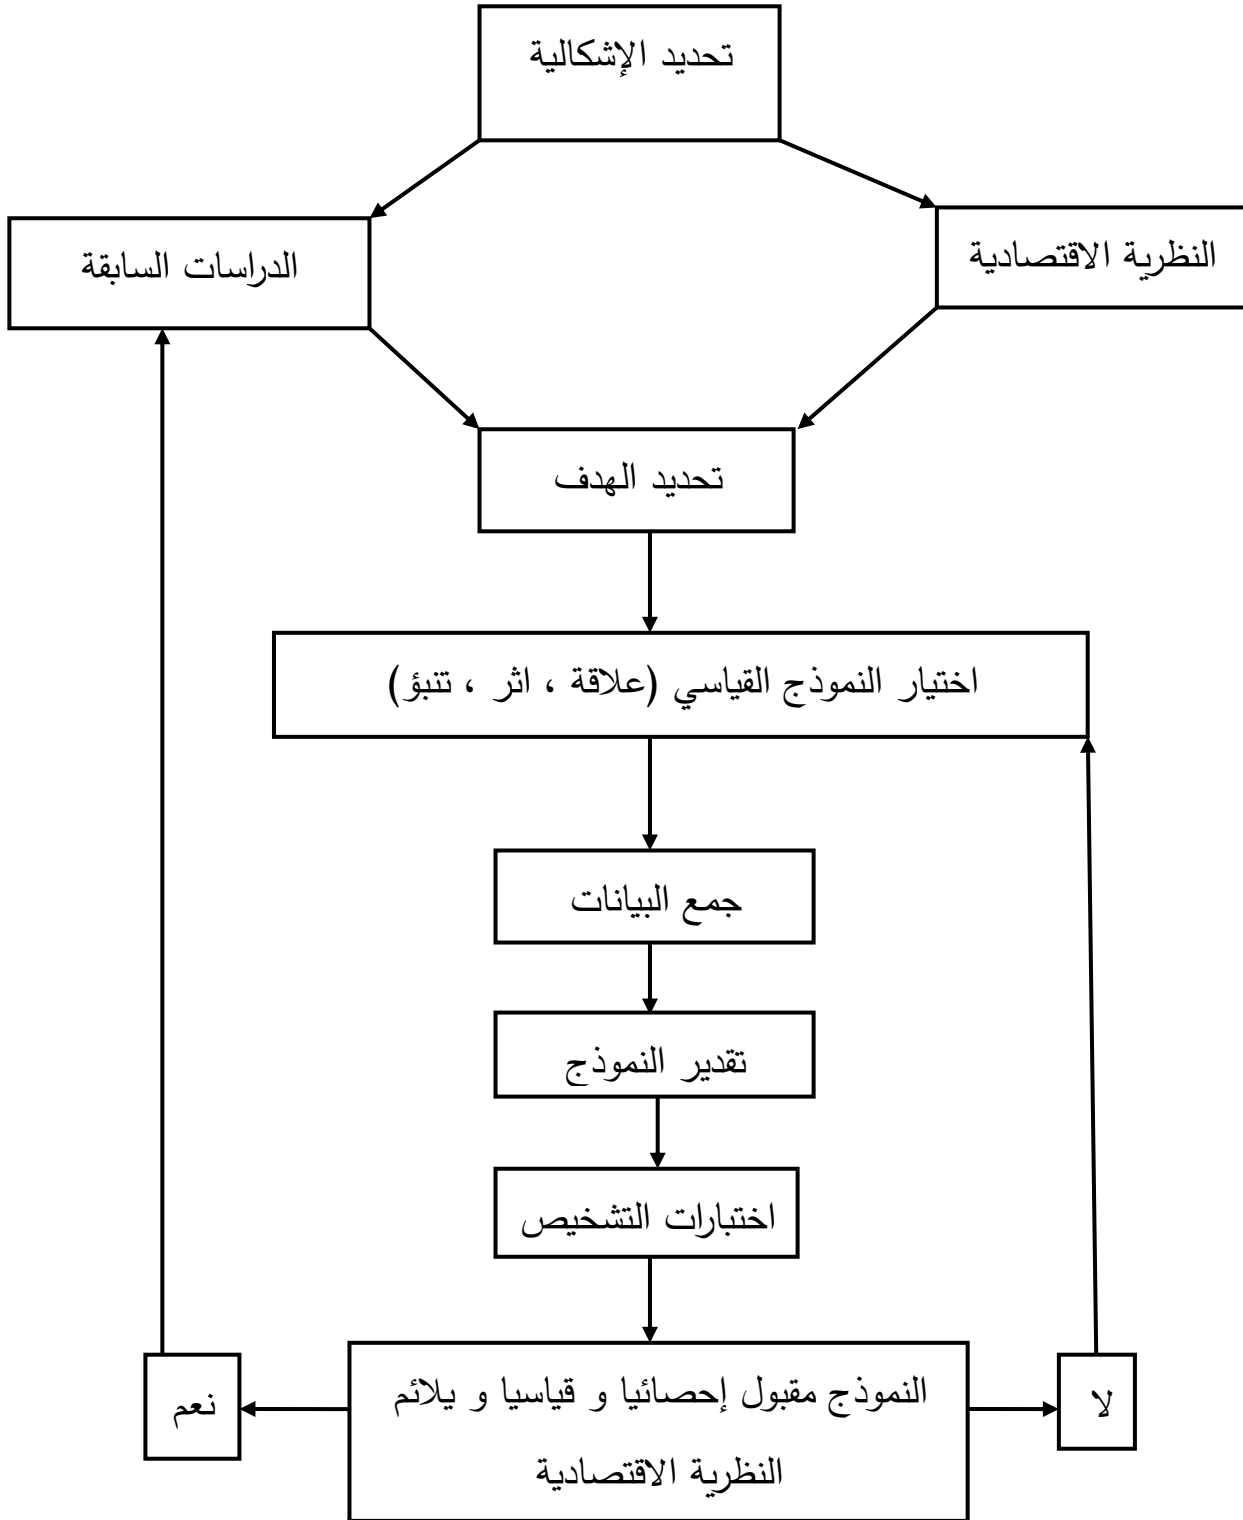 تحديد الإشكالية
النظرية الاقتصادية
الدراسات السابقة
تحديد الهدف
اختيار النموذج القياسي (علاقة ، اثر ، تنبؤ)
جمع البيانات
تقدير النموذج
اختبارات التشخيص
النموذج مقبول إحصائيا و قياسيا و يلائم
النظرية الاقتصادية
لا
نعم